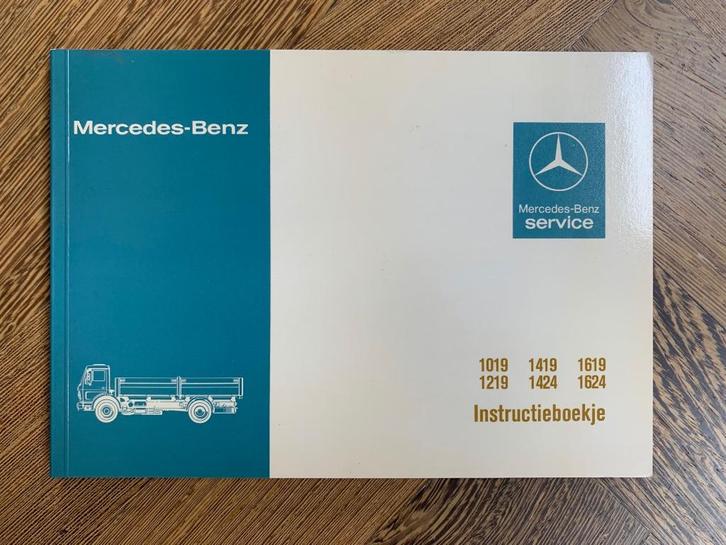 Mercedes-Benz
Mercedes-Benz
service
1019 1419 1619
1219 1424 1624
Instructieboekje